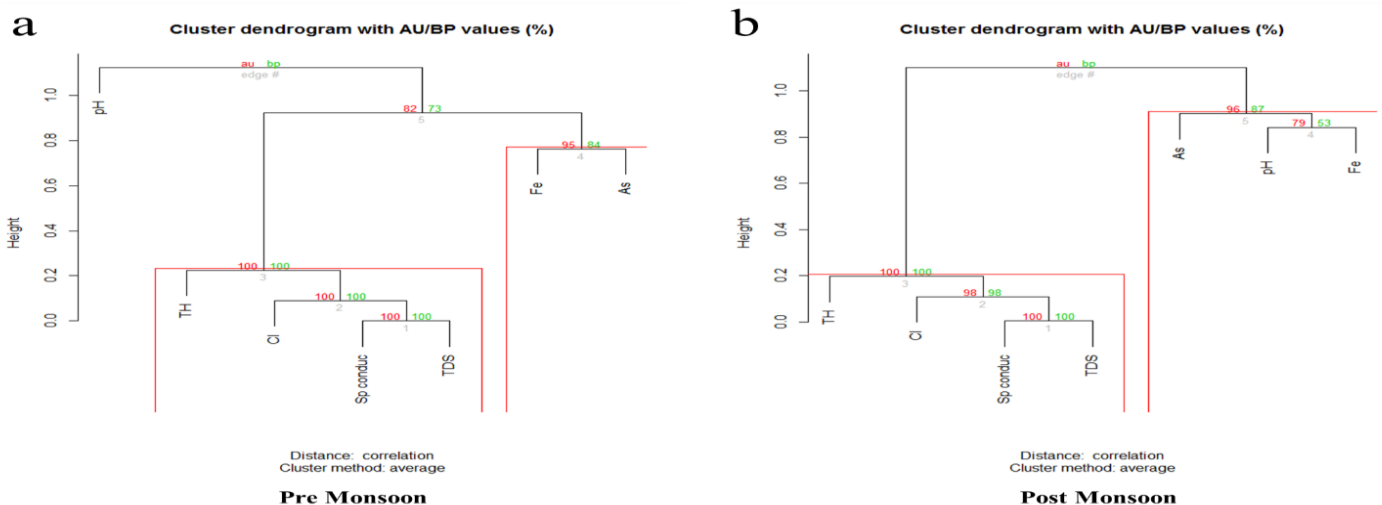 a
Cluster dendrogram with AU/BP values (%)
au bp
edge #
Height
0.0 0.2 0.4 0.6 0.8 1.0
pH
82 73
5
95 84
4
Fe
As
100 100
3
TH
100 100
2
Cl
100 100
1
Sp conduc
TDS
Distance: correlation
Cluster method: average
Pre Monsoon
b
Cluster dendrogram with AU/BP values (%)
au bp
edge #
Height
0.0 0.2 0.4 0.6 0.8 1.0
96 87
5
As
79 53
4
pH
Fe
100 100
3
TH
98 98
2
Cl
100 100
1
Sp conduc
TDS
Distance: correlation
Cluster method: average
Post Monsoon